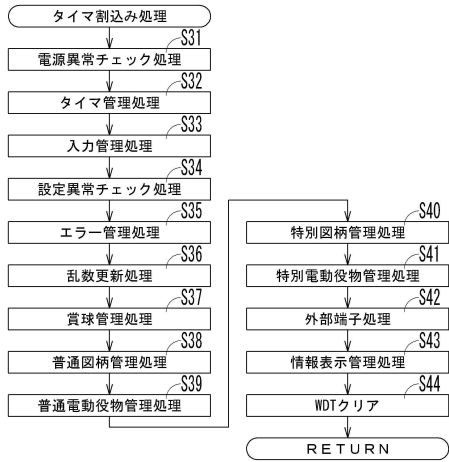 タイマ割込み処理
S31
電源異常チェック処理
S32
タイマ管理処理
S33
入力管理処理
S34
設定異常チェック処理
S35
エラー管理処理
S36
乱数更新処理
S37
賞球管理処理
S38
普通図柄管理処理
S39
普通電動役物管理処理
S40
特別図柄管理処理
S41
特別電動役物管理処理
S42
外部端子処理
S43
情報表示管理処理
S44
WDTクリア
RETURN